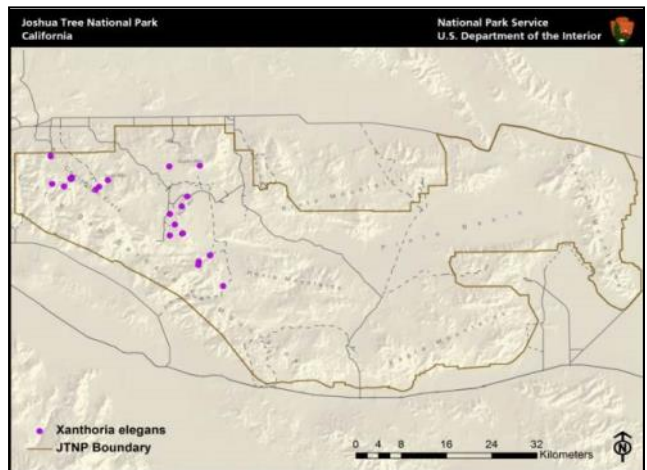 Joshua Tree National Park
California
National Park Service
U.S. Department of the Interior
Xanthoria elegans
JTNP Boundary
0 4 8 16 24 32
Kilometers
N